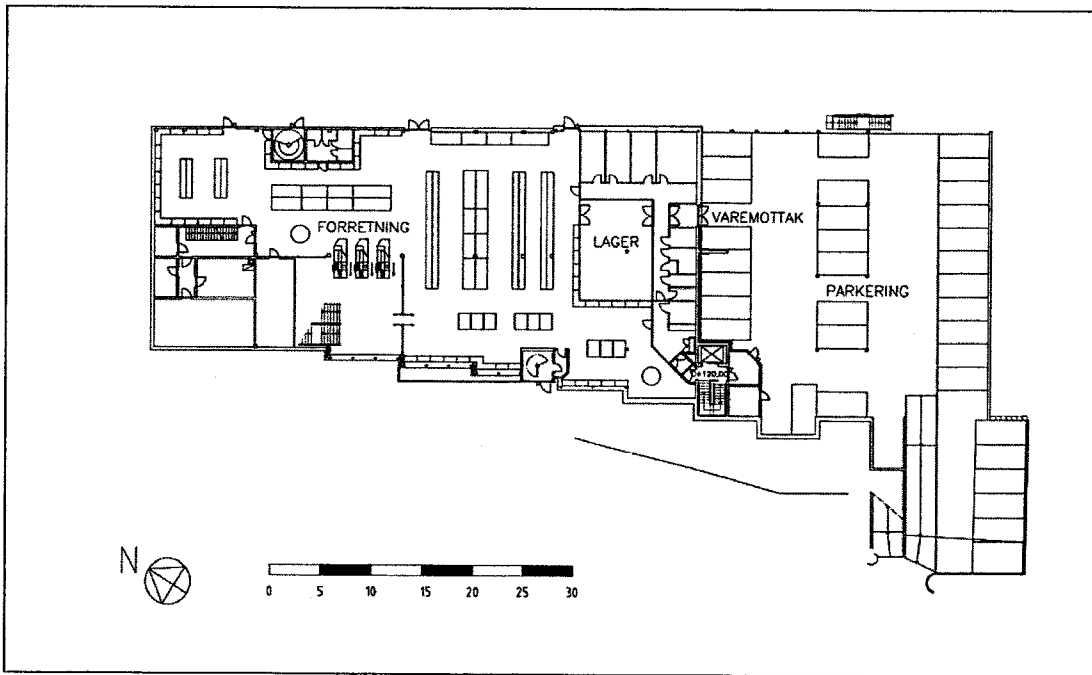 FORRETNING
LAGER
VAREMOTTAK
PARKERING
N
0 5 10 15 20 25 30